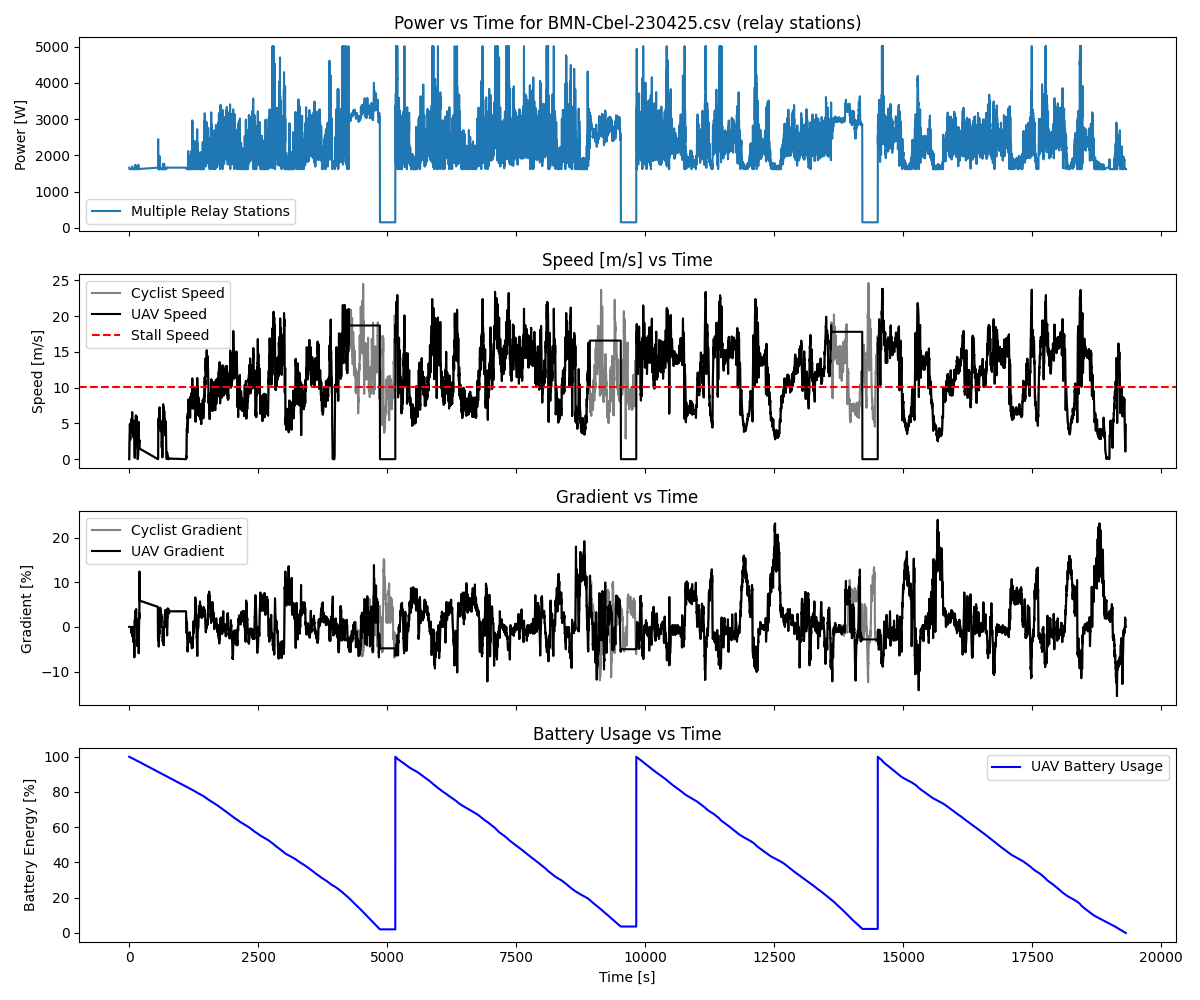 Power vs Time for BMN-Cbel-230425.csv (relay stations)
5000
4000
3000
2000
1000
0
Power [W]
Multiple Relay Stations
Speed [m/s] vs Time
25
20
15
10
5
0
Speed [m/s]
Cyclist Speed
UAV Speed
Stall Speed
Gradient vs Time
20
10
0
−10
Gradient [%]
Cyclist Gradient
UAV Gradient
Battery Usage vs Time
100
80
60
40
20
0
Battery Energy [%]
UAV Battery Usage
0 2500 5000 7500 10000 12500 15000 17500 20000
Time [s]